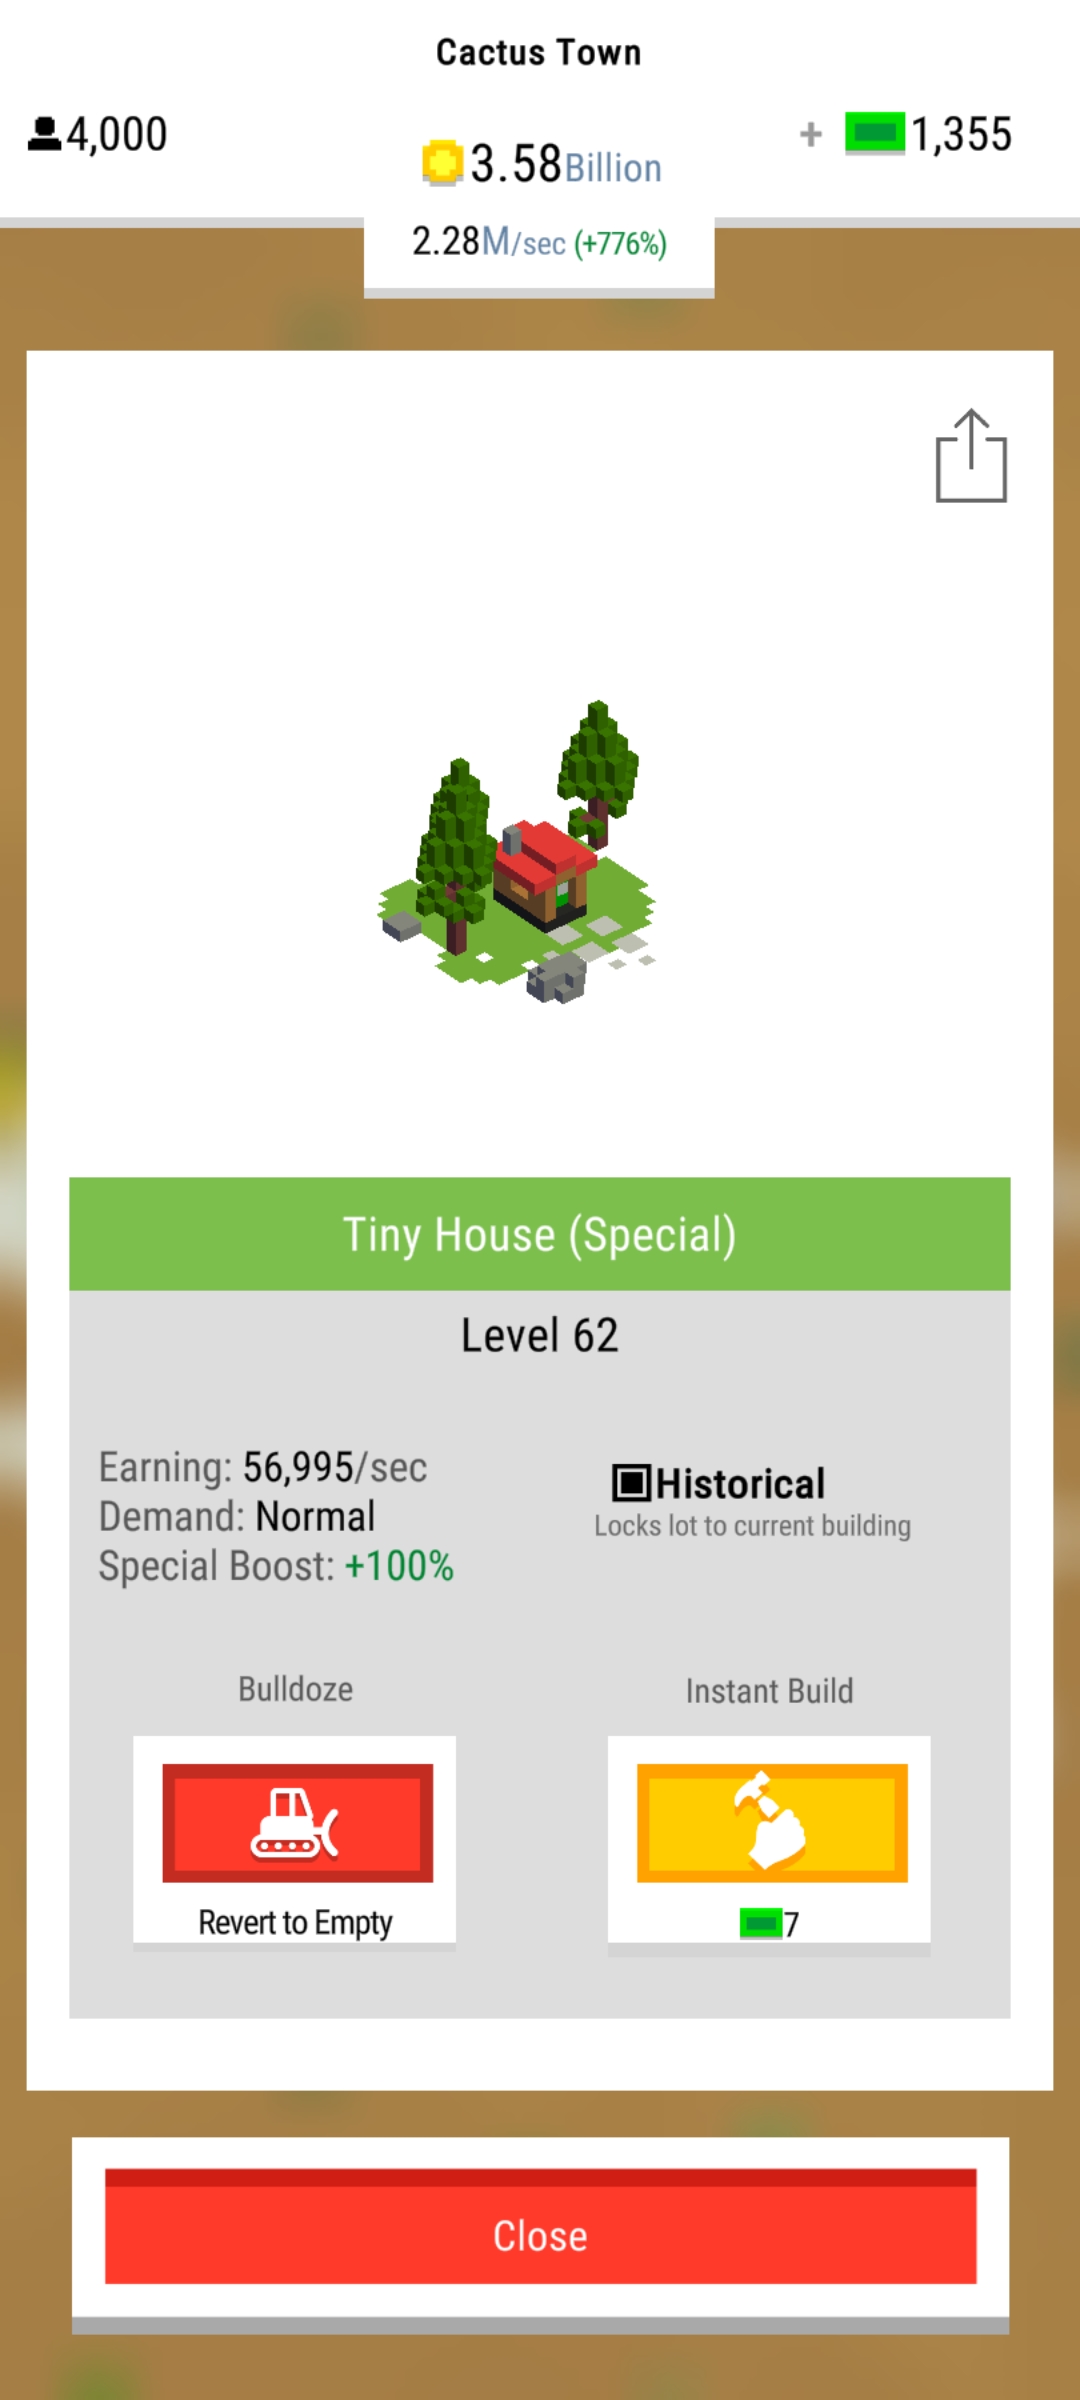 Cactus Town
4,000
3.58Billion
+ 1,355
2.28M/sec (+776%)
Tiny House (Special)
Level 62
Earning: 56,995/sec
Demand: Normal
Special Boost: +100%
Historical
Locks lot to current building
Bulldoze
Instant Build
Revert to Empty
7
Close